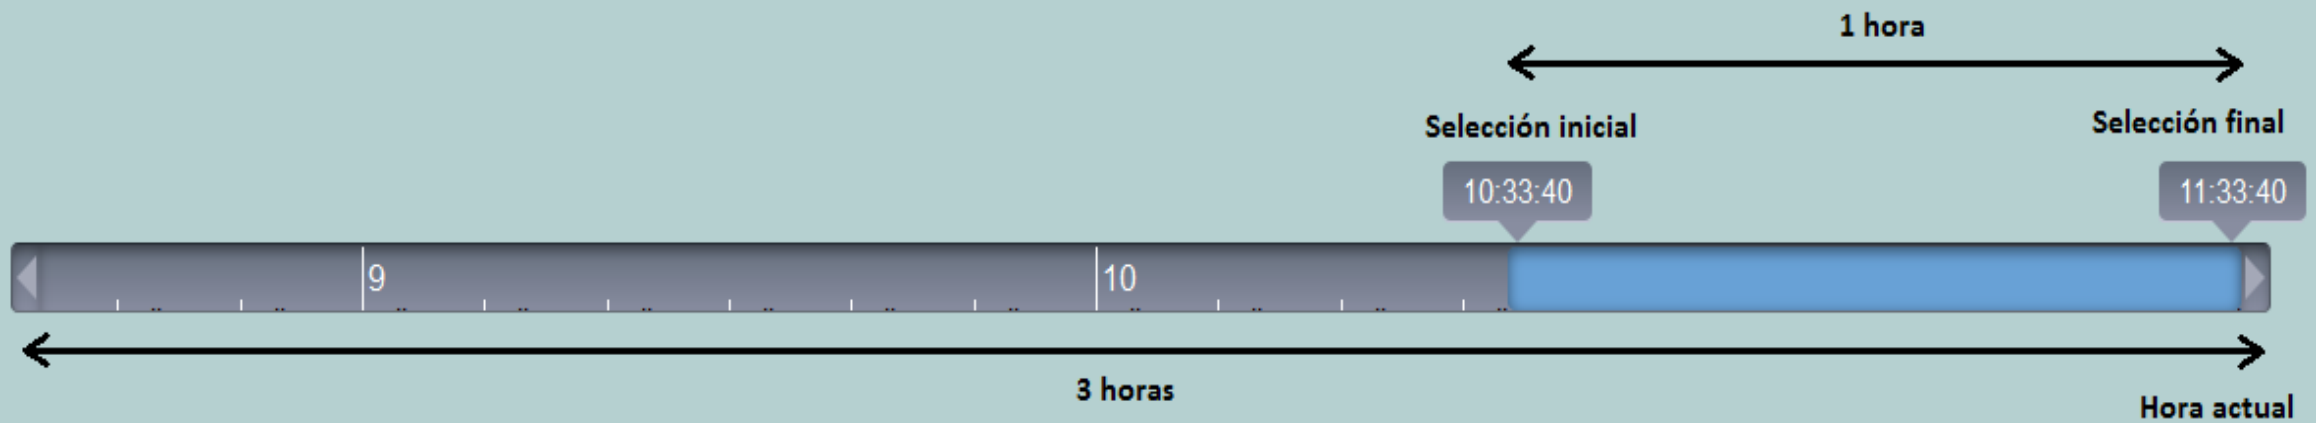 1 hora
Selección inicial
Selección final
10:33:40
11:33:40
9
10
3 horas
Hora actual